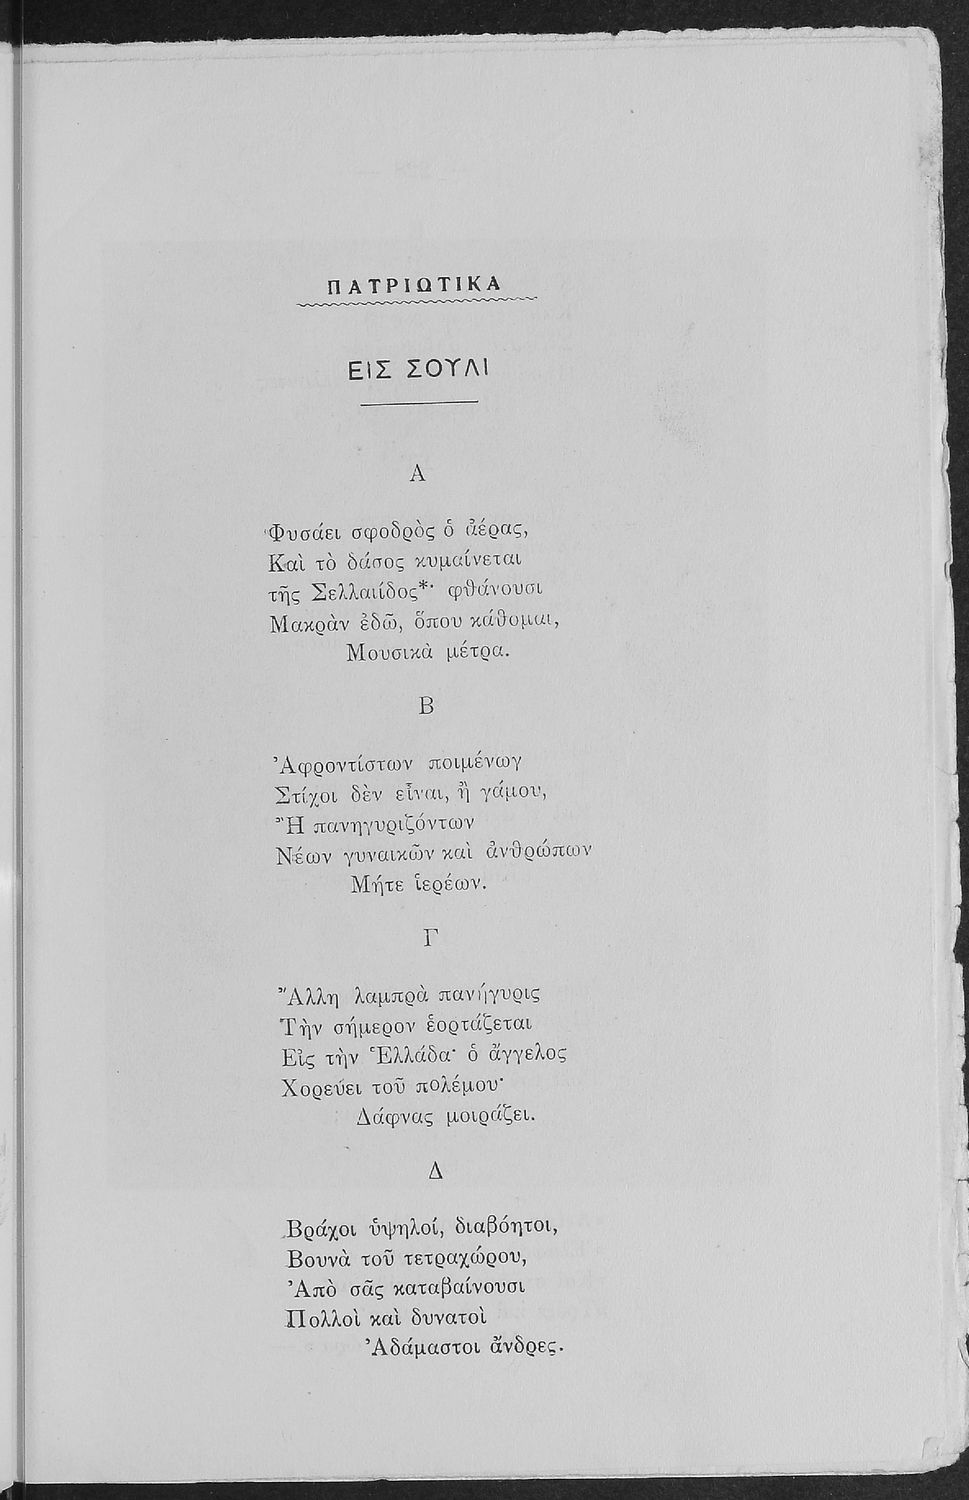 ΠΑΤΡΙΩΤΙΚΑ
ΕΙΣ ΣΟΥΛΙ
Α
Φυσάει σφοδρὸς ὁ ἀέρας,
Καὶ τὸ δάσος κυμαίνεται
τῆς Σελλαιίδος*· φθάνουσι
Μακρὰν ἐδῶ, ὅπου κάθομαι,
Μουσικὰ μέτρα.
Β
Ἀφροντίστων ποιμένωγ
Στίχοι δὲν εἶναι, ἢ γάμου,
Ἢ πανηγυριζόντων
Νέων γυναικῶν καὶ ἀνθρώπων
Μήτε ἱερέων.
Γ
Ἄλλη λαμπρὰ πανήγυρις
Τὴν σήμερον ἑορτάζεται
Εἰς τὴν Ἑλλάδα· ὁ ἄγγελος
Χορεύει τοῦ πολέμου·
Δάφνας μοιράζει.
Δ
Βράχοι ὑψηλοί, διαβόητοι,
Βουνὰ τοῦ τετραχώρου,
Ἀπὸ σᾶς καταβαίνουσι
Πολλοὶ καὶ δυνατοὶ
Ἀδάμαστοι ἄνδρες.